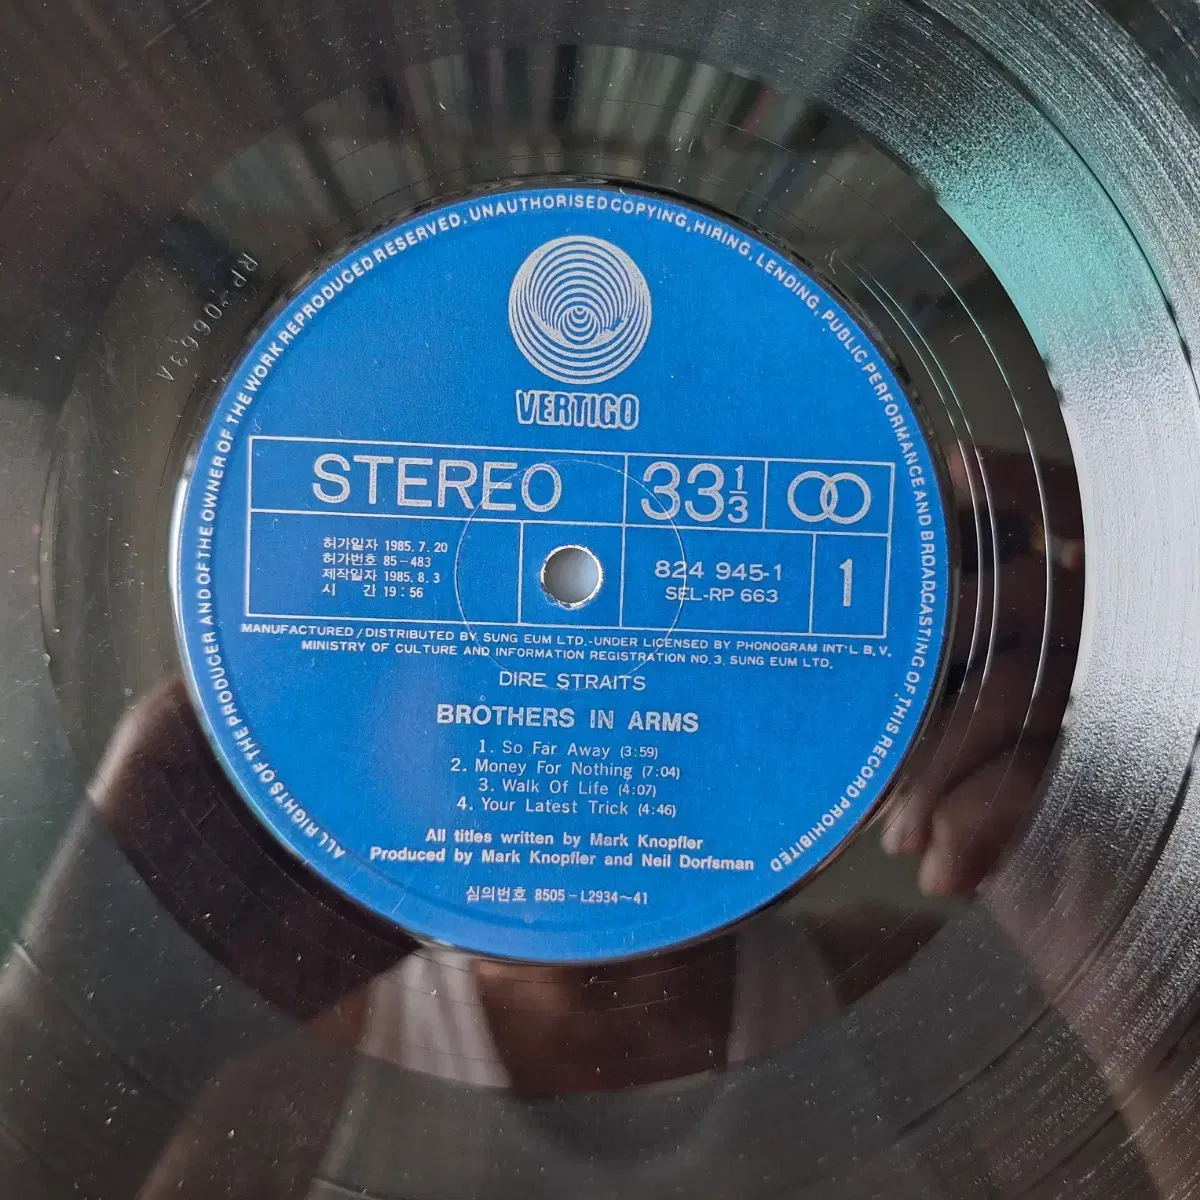 ALL RIGHTS OF THE PRODUCER AND OF THE OWNER OF THE WORK REPRODUCED RESERVED. UNAUTHORISED COPYING, HIRING, LENDING, PUBLIC PERFORMANCE AND BROADCASTING OF THIS RECORD PROHIBITED
VERTIGO
STEREO 33 1/3
허가일자 1985.7.20
허가번호 85-483
제작일자 1985.8.3
시 간 19:56
824 945-1
SEL-RP 663
1
MANUFACTURED/DISTRIBUTED BY SUNG EUM LTD.-UNDER LICENSED BY PHONOGRAM INT'L B.V.
MINISTRY OF CULTURE AND INFORMATION REGISTRATION NO.3. SUNG EUM LTD.
DIRE STRAITS
BROTHERS IN ARMS
1. So Far Away (3:59)
2. Money For Nothing (7:04)
3. Walk Of Life (4:07)
4. Your Latest Trick (4:46)
All titles written by Mark Knopfler
Produced by Mark Knopfler and Neil Dorfsman
심의번호 8505-L2934~41